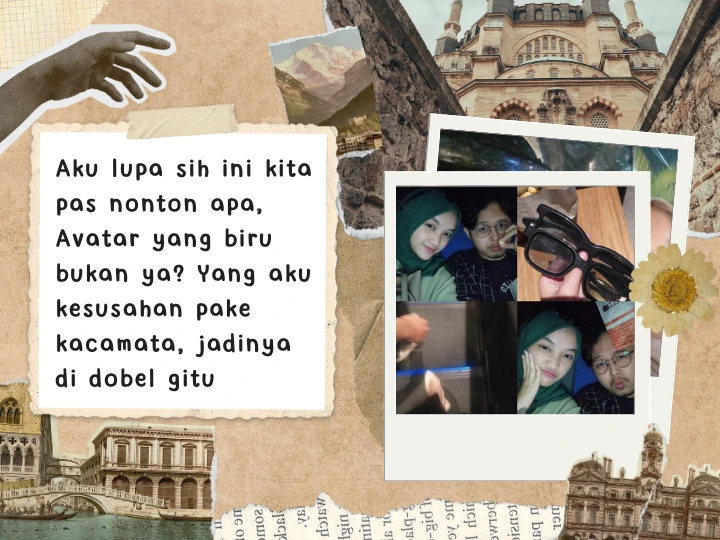 Aku lupa sih ini kita
pas nonton apa,
Avatar yang biru
bukan ya? Yang aku
kesusahan pake
kacamata, jadinya
di dobel gitu